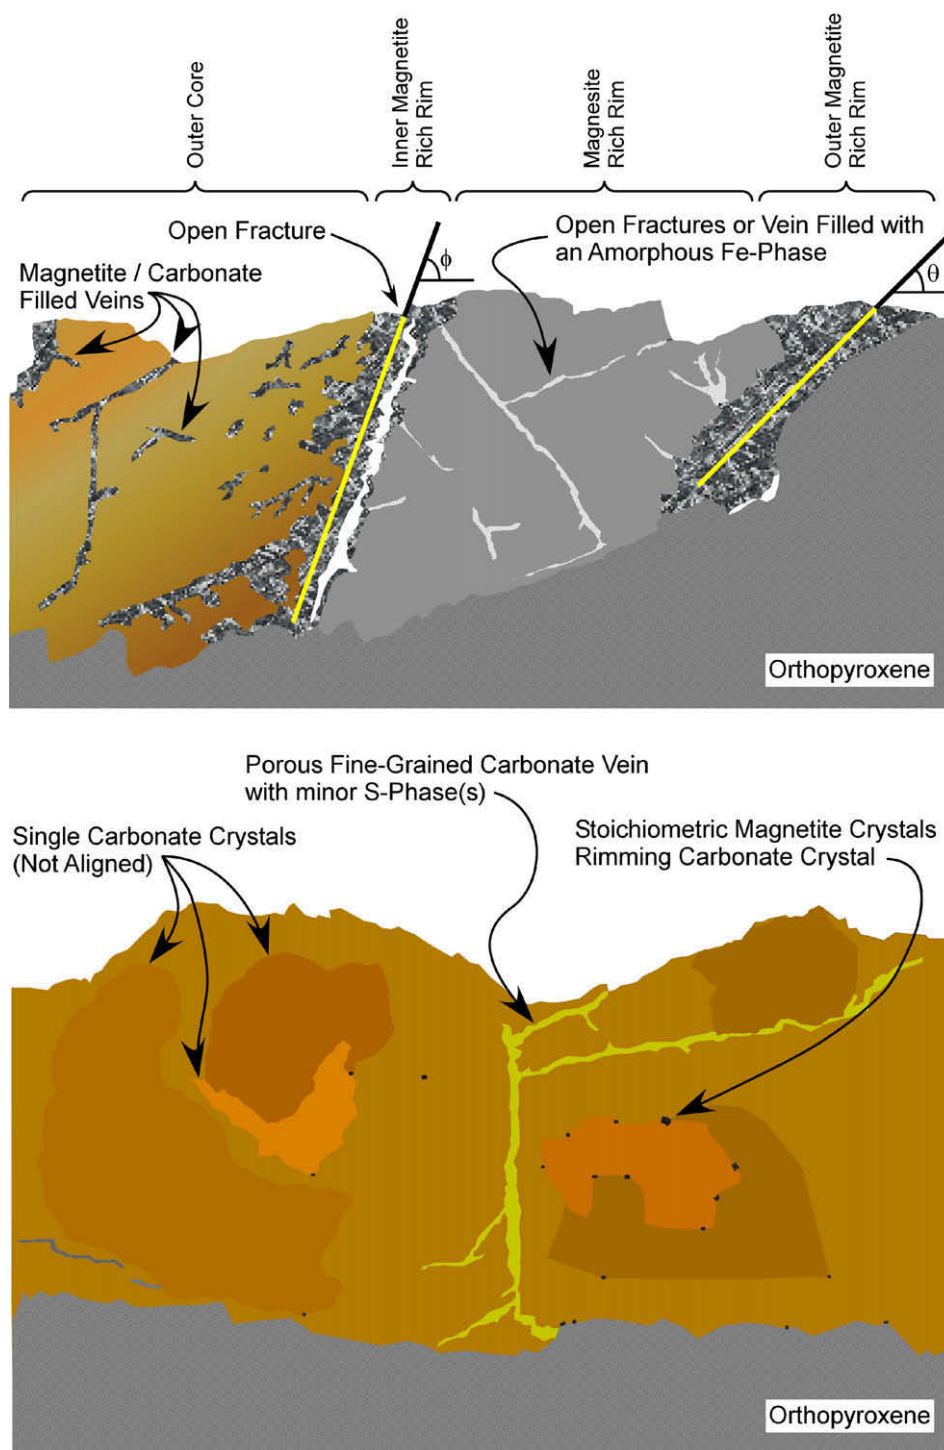 Outer Core
Inner Magnetite
Rich Rim
Magnesite
Rich Rim
Outer Magnetite
Rich Rim
Open Fracture
ϕ
Open Fractures or Vein Filled with
an Amorphous Fe-Phase
θ
Magnetite / Carbonate
Filled Veins
Orthopyroxene
Porous Fine-Grained Carbonate Vein
with minor S-Phase(s)
Single Carbonate Crystals
(Not Aligned)
Stoichiometric Magnetite Crystals
Rimming Carbonate Crystal
Orthopyroxene